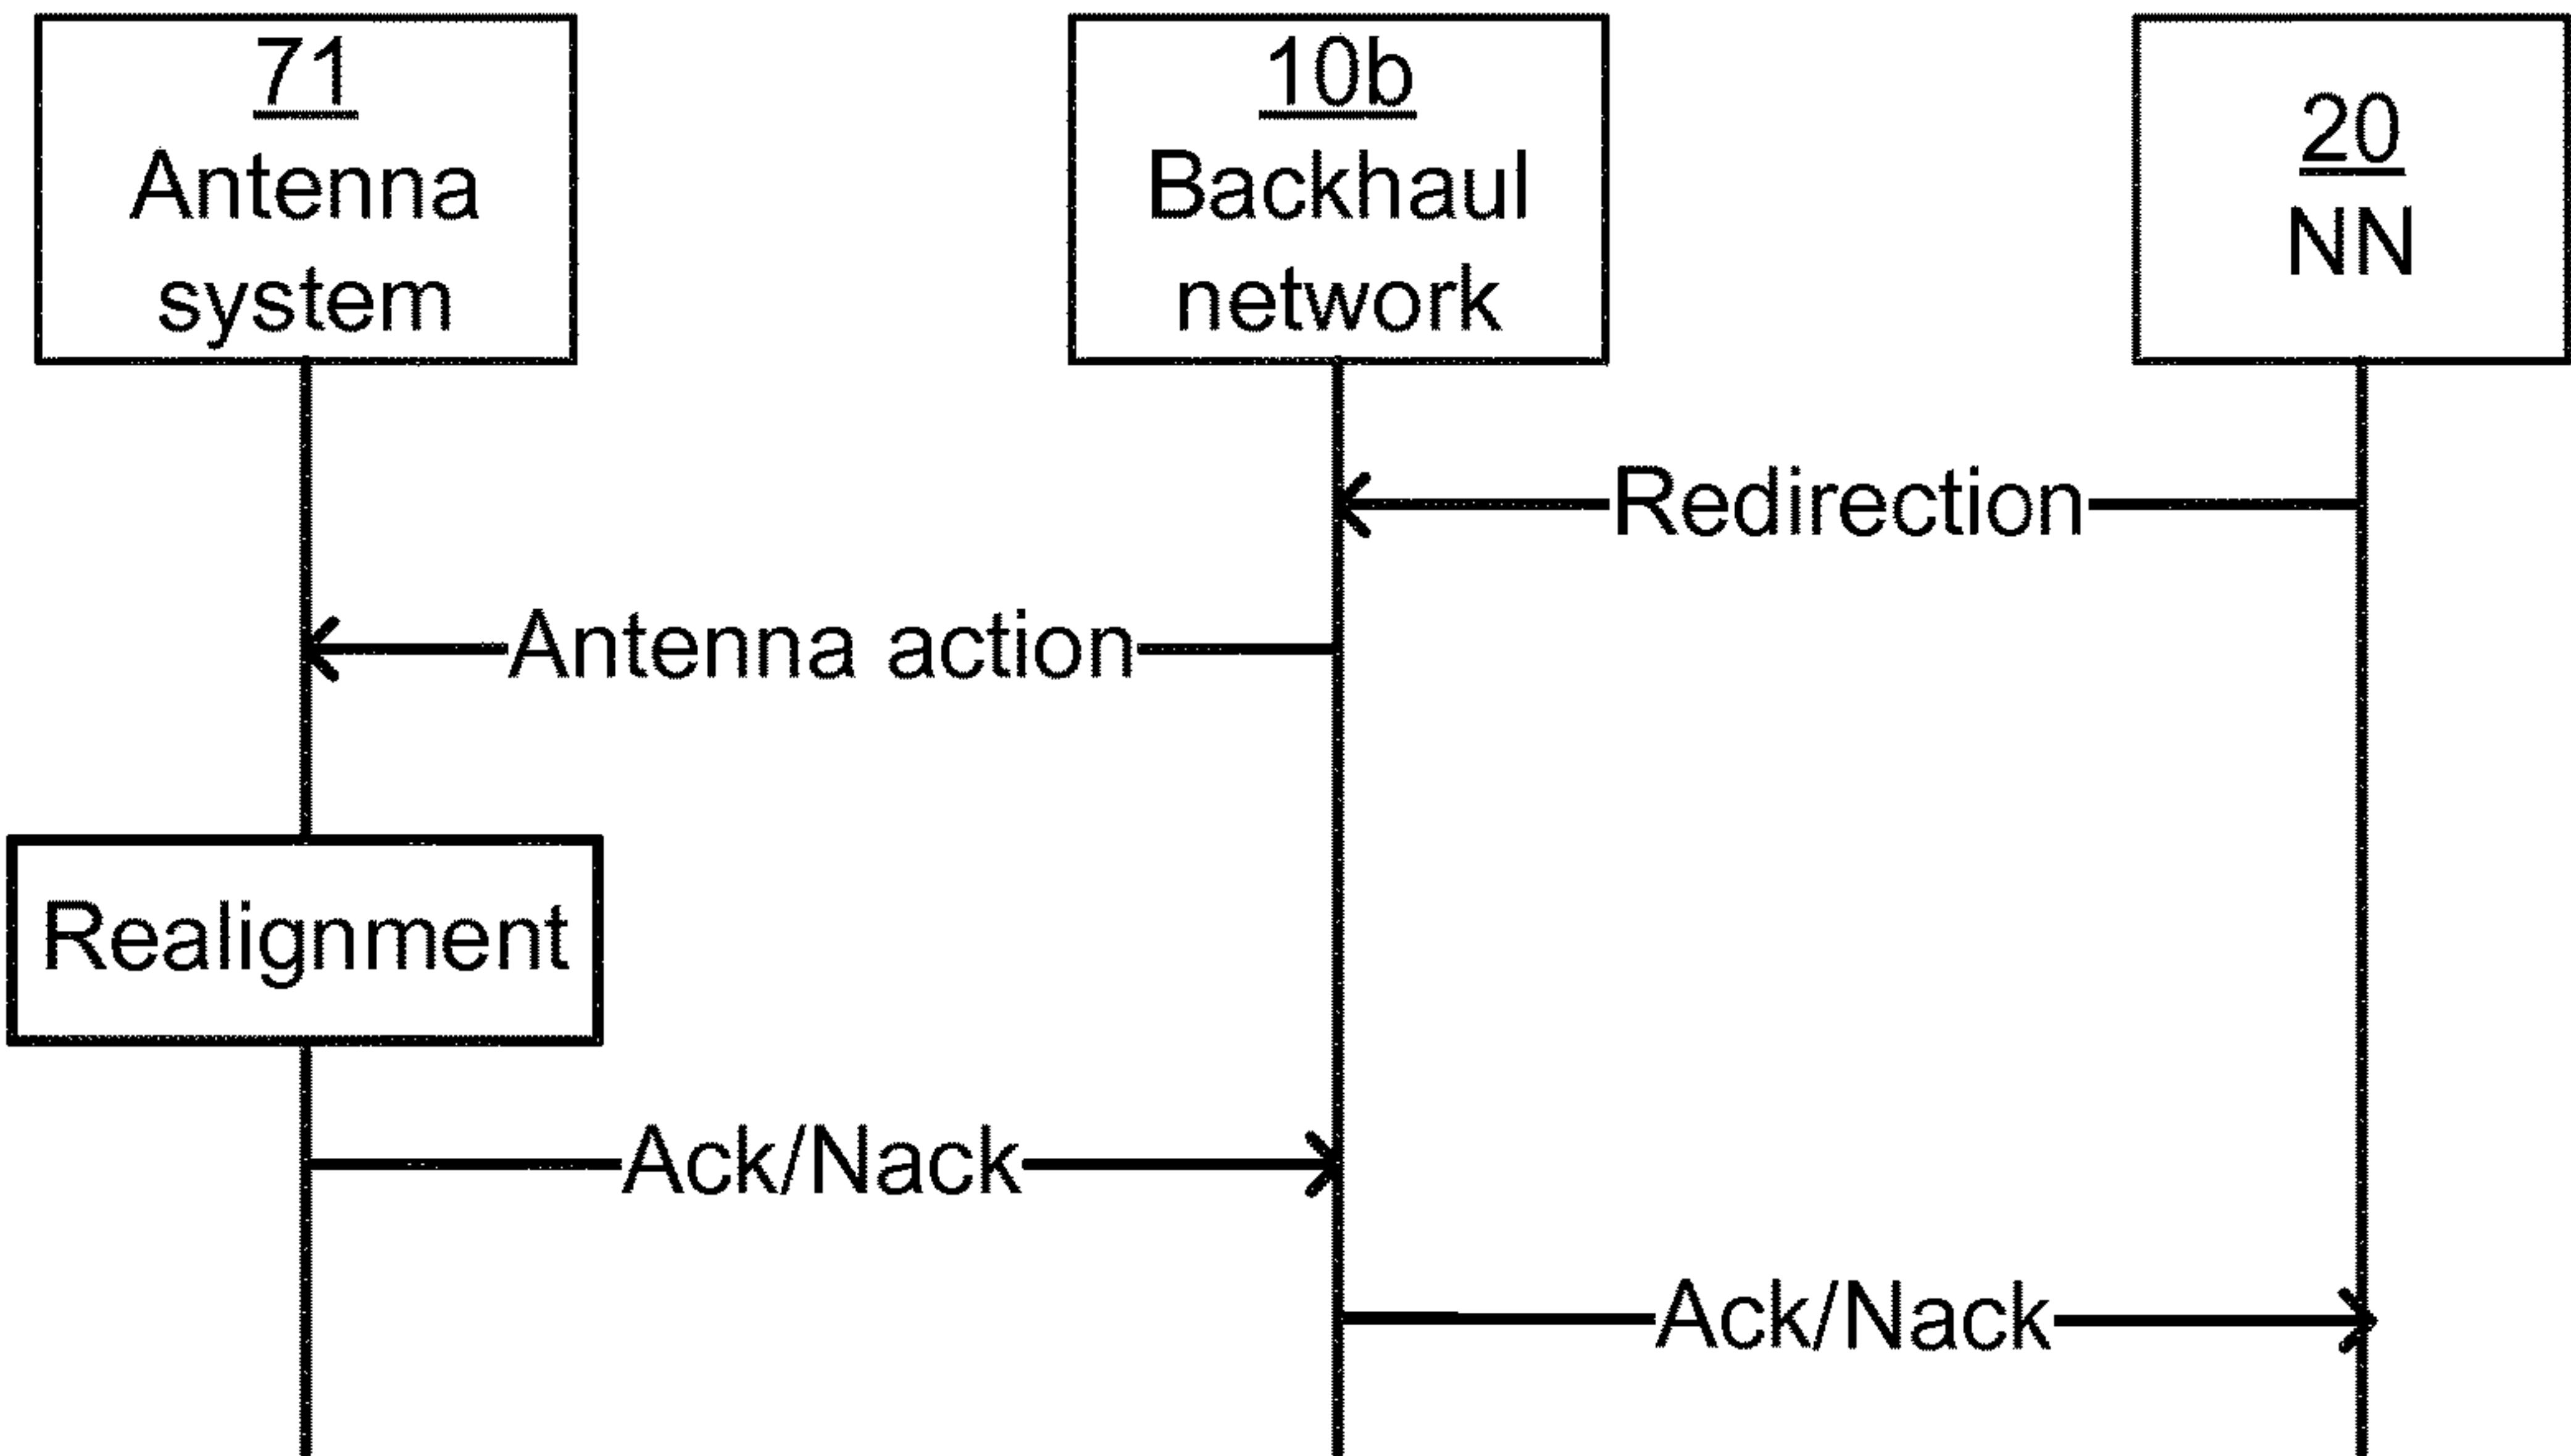 71
Antenna
system
10b
Backhaul
network
20
NN
Redirection
Antenna action
Realignment
Ack/Nack
Ack/Nack